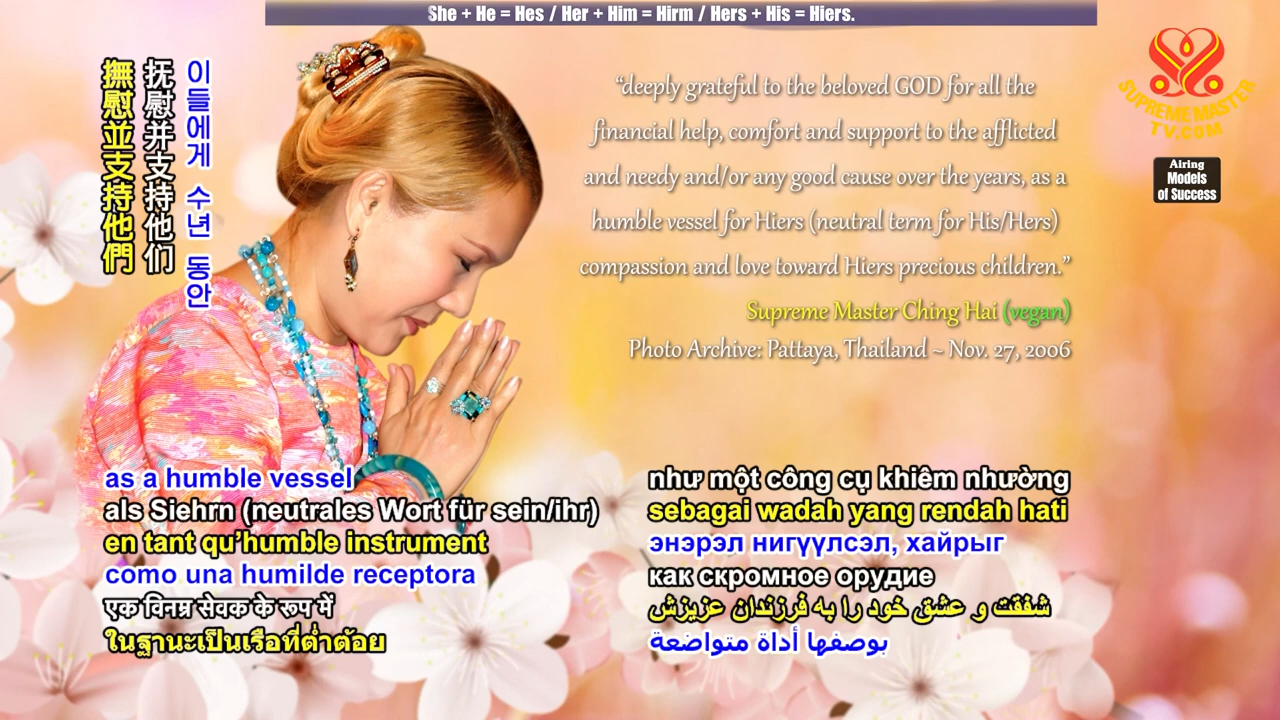 She + He = Hes / Her + Him = Hirm / Hers + His = Hiers.
撫慰並支持他們
抚慰并支持他们
이들에게 수년 동안
“deeply grateful to the beloved GOD for all the
financial help, comfort and support to the afflicted
and needy and/or any good cause over the years, as a
humble vessel for Hiers (neutral term for His/Hers)
compassion and love toward Hiers precious children.”
Supreme Master Ching Hai (vegan)
Photo Archive: Pattaya, Thailand ~ Nov. 27, 2006
SUPREME MASTER
TV.COM
Airing
Models
of Success
as a humble vessel
als Siehrn (neutrales Wort für sein/ihr)
en tant qu’humble instrument
como una humilde receptora
एक विनम्र सेवक के रूप में
ในฐานะเป็นเรือที่ต่ำต้อย
như một công cụ khiêm nhường
sebagai wadah yang rendah hati
энэрэл нигүүлсэл, хайрыг
как скромное орудие
شفقت و عشق خود را به فرزندان عزیزش
بوصفها أداة متواضعة